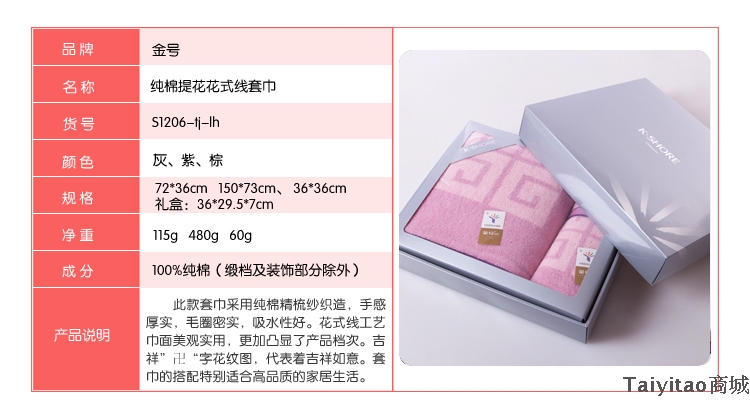 品牌 金号
名称 纯棉提花花式线套巾
货号 S1206-tj-lh
颜色 灰、紫、棕
规格 72*36cm 150*73cm、36*36cm
礼盒：36*29.5*7cm
净重 115g 480g 60g
成分 100%纯棉（缎档及装饰部分除外）
产品说明
此款套巾采用纯棉精梳纱织造，手感
厚实，毛圈密实，吸水性好。花式线工艺
巾面美观实用，更加凸显了产品档次。吉
祥”卍“字花纹图，代表着吉祥如意。套
巾的搭配特别适合高品质的家居生活。
K·SHORE
K·SHORE
Taiyitao商城